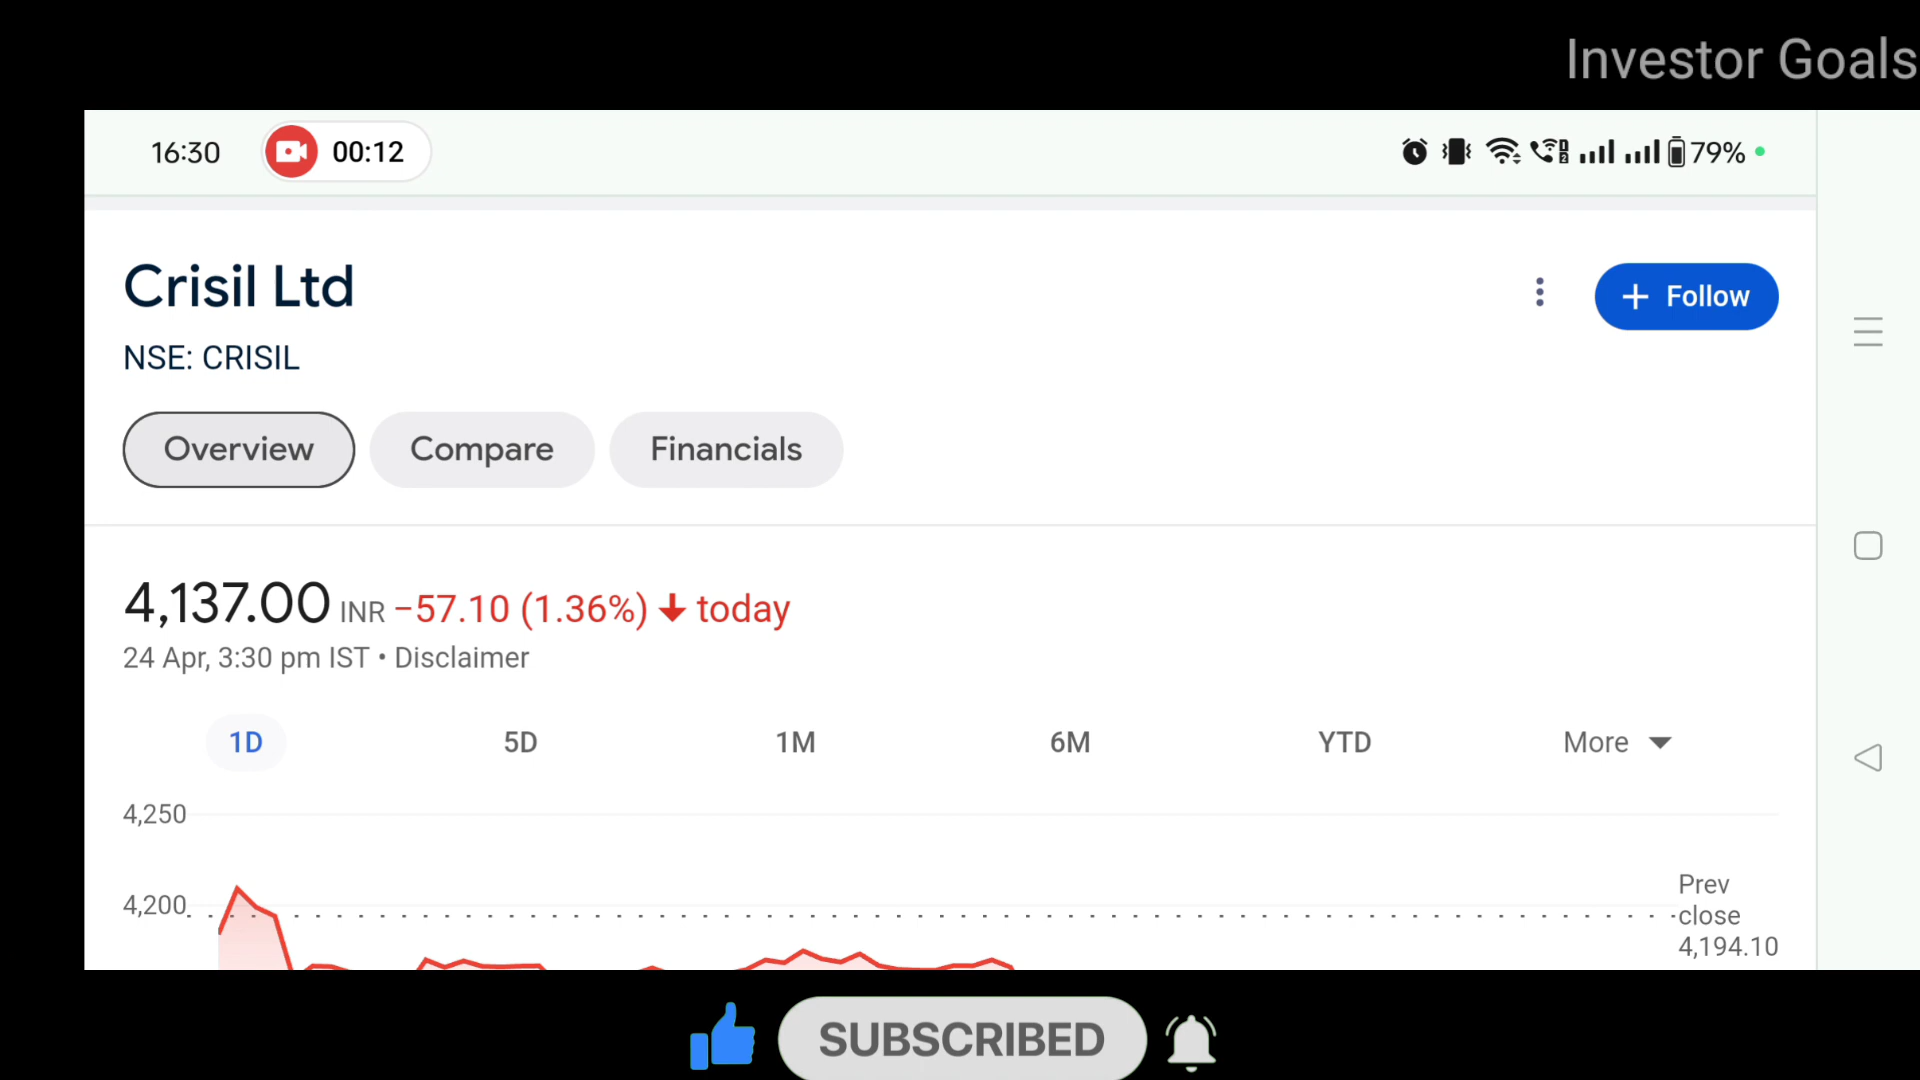 Investor Goals
16:30 00:12 79%
Crisil Ltd
+ Follow
NSE: CRISIL
Overview Compare Financials
4,137.00 INR −57.10 (1.36%) today
24 Apr, 3:30 pm IST • Disclaimer
1D 5D 1M 6M YTD More
4,250
4,200
Prev
close
4,194.10
SUBSCRIBED